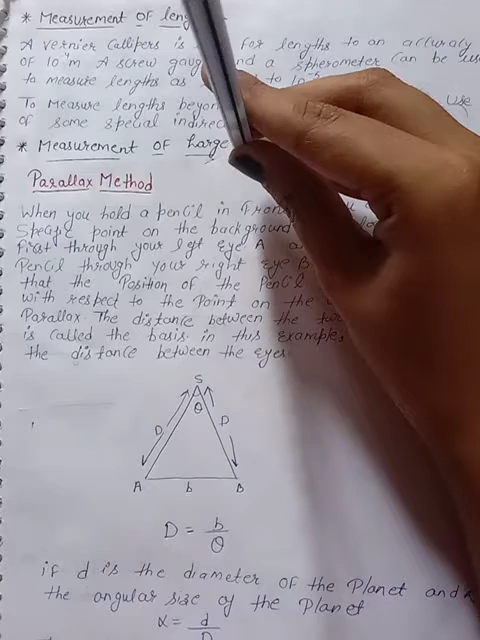 * Measurement of leng
A vernier callipers is for lengths to an accuracy
of 10⁻⁴m A screw gaug and a spherometer can be use
to measure lengths as to 10⁻⁵
To measure lengths beyon use
of some special indirec
* Measurement of Large
Parallax Method
When you hold a pencil in Front
Specific point on the background
First through your left eye A a
Pencil through your right eye B
that the Position of the Pencil
with respect to the Point on the
Parallax. The distance between the two
is called the basis. in this example,
the distance between the eyes.
S
θ
D D
A b B
D = b/θ
if d is the diameter of the Planet and α
the angular size of the Planet
α = d/D